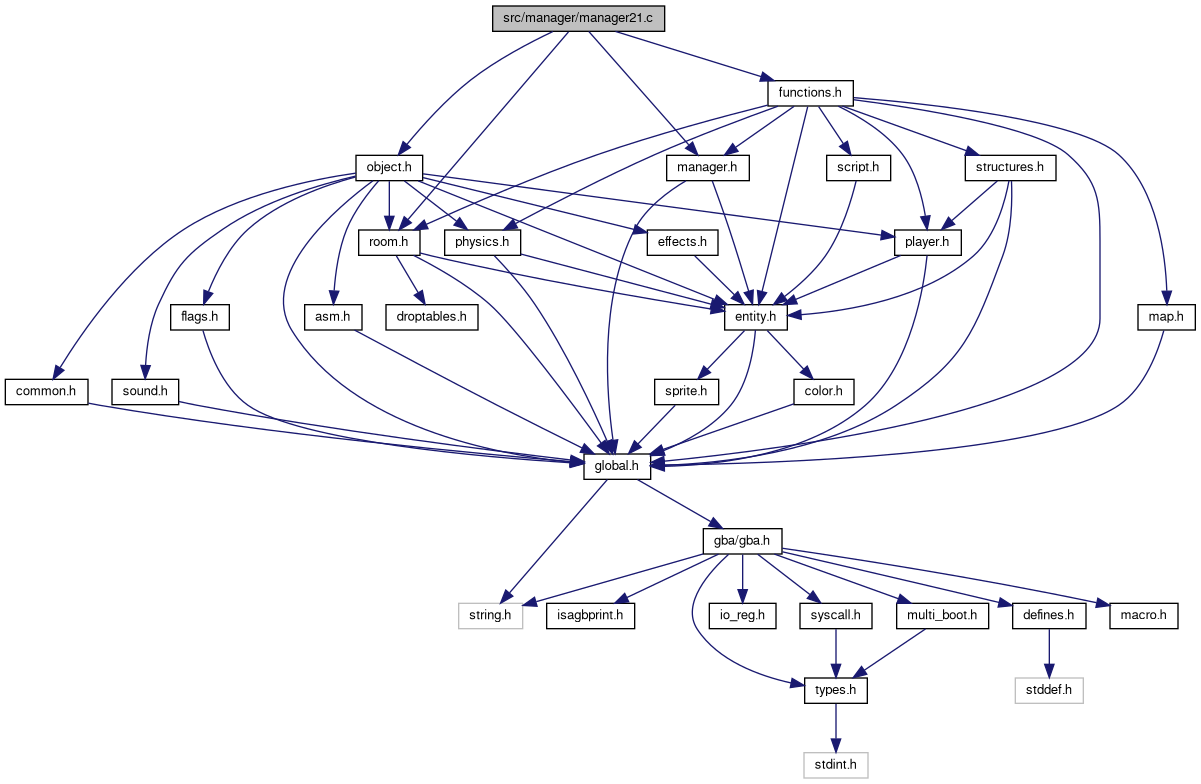 src/manager/manager21.c
functions.h
object.h
manager.h
script.h
structures.h
room.h
physics.h
effects.h
player.h
flags.h
asm.h
droptables.h
entity.h
map.h
common.h
sound.h
sprite.h
color.h
global.h
gba/gba.h
string.h
isagbprint.h
io_reg.h
syscall.h
multi_boot.h
defines.h
macro.h
types.h
stddef.h
stdint.h